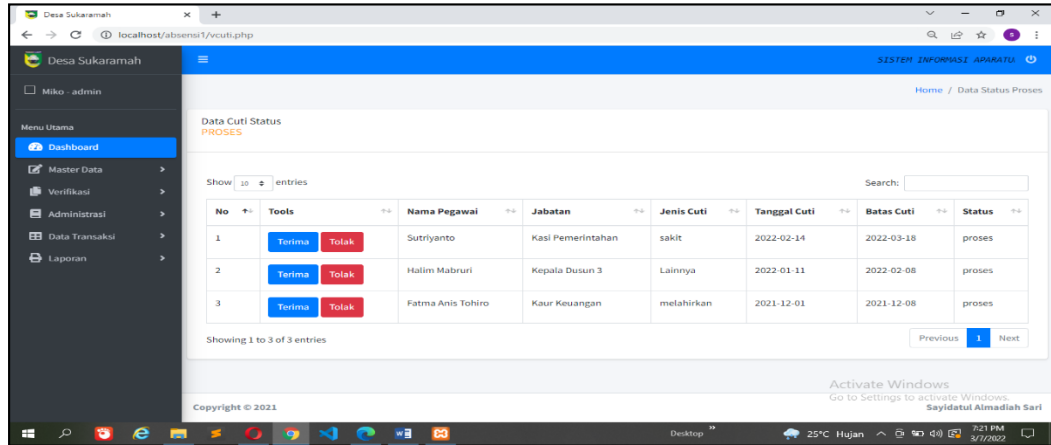 Desa Sukaramah
localhost/absensi1/vcuti.php
Desa Sukaramah
SISTEM INFORMASI APARATU
Miko - admin
Home / Data Status Proses
Menu Utama
Dashboard
Master Data
Verifikasi
Administrasi
Data Transaksi
Laporan
Data Cuti Status
PROSES
Show 10 entries
Search:
No Tools Nama Pegawai Jabatan Jenis Cuti Tanggal Cuti Batas Cuti Status
1 Terima Tolak Sutriyanto Kasi Pemerintahan sakit 2022-02-14 2022-03-18 proses
2 Terima Tolak Halim Mabruri Kepala Dusun 3 Lainnya 2022-01-11 2022-02-08 proses
3 Terima Tolak Fatma Anis Tohiro Kaur Keuangan melahirkan 2021-12-01 2021-12-08 proses
Showing 1 to 3 of 3 entries
Previous 1 Next
Activate Windows
Go to Settings to activate Windows.
Copyright © 2021
Sayidatul Almadiah Sari
Desktop
25°C Hujan
7:21 PM
3/7/2022